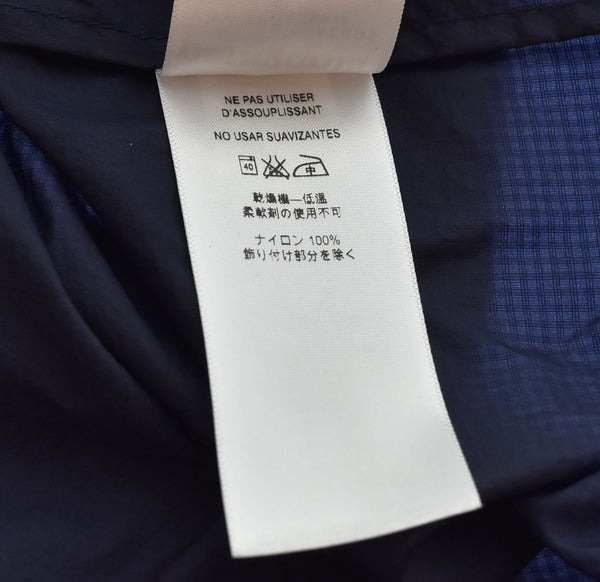 NE PAS UTILISER
D'ASSOUPLISSANT
NO USAR SUAVIZANTES
40 中
乾燥機—低温
柔軟剤の使用不可
ナイロン 100%
飾り付け部分を除く